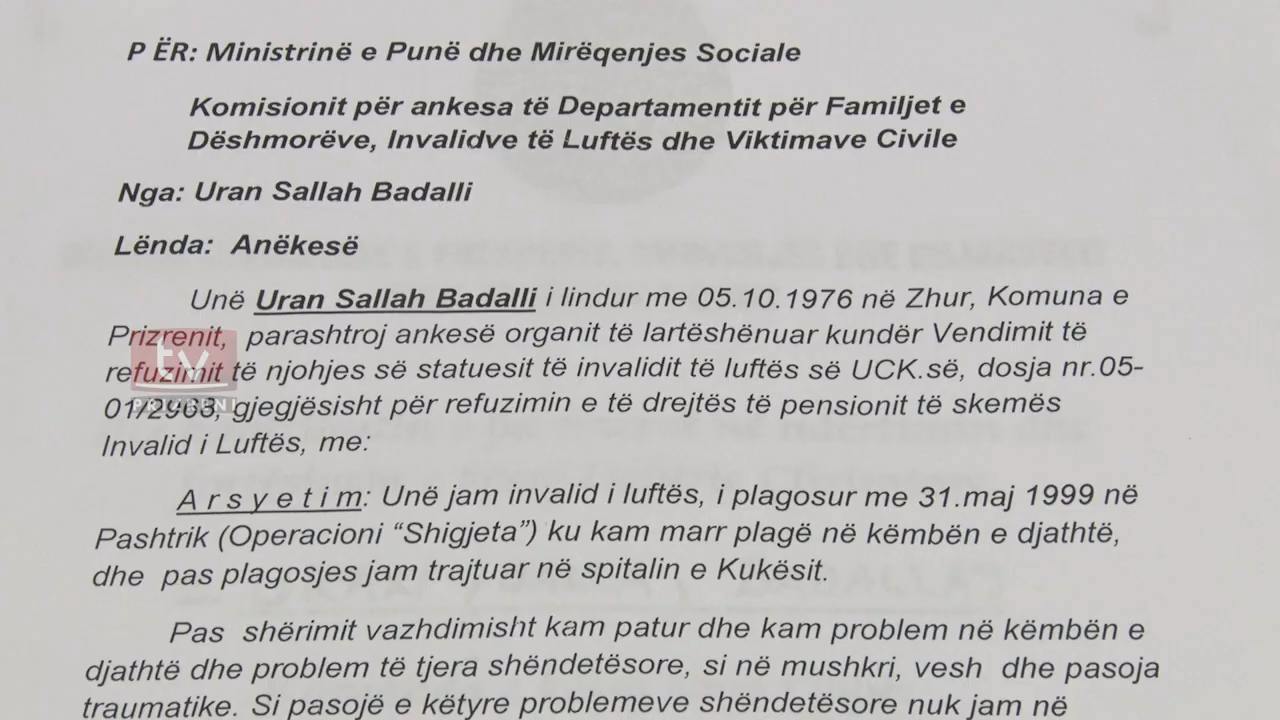 P ËR: Ministrinë e Punë dhe Mirëqenjes Sociale
Komisionit për ankesa të Departamentit për Familjet e
Dëshmorëve, Invalidve të Luftës dhe Viktimave Civile
Nga: Uran Sallah Badalli
Lënda: Anëkesë
Unë Uran Sallah Badalli i lindur me 05.10.1976 në Zhur, Komuna e
Prizrenit, parashtroj ankesë organit të lartëshënuar kundër Vendimit të
refuzimit të njohjes së statuesit të invalidit të luftës së UCK.së, dosja nr.05-
01/2963, gjegjësisht për refuzimin e të drejtës të pensionit të skemës
Invalid i Luftës, me:
A r s y e t i m: Unë jam invalid i luftës, i plagosur me 31.maj 1999 në
Pashtrik (Operacioni “Shigjeta”) ku kam marr plagë në këmbën e djathtë,
dhe pas plagosjes jam trajtuar në spitalin e Kukësit.
Pas shërimit vazhdimisht kam patur dhe kam problem në këmbën e
djathtë dhe problem të tjera shëndetësore, si në mushkri, vesh dhe pasoja
traumatike. Si pasojë e këtyre problemeve shëndetësore nuk jam në
tv